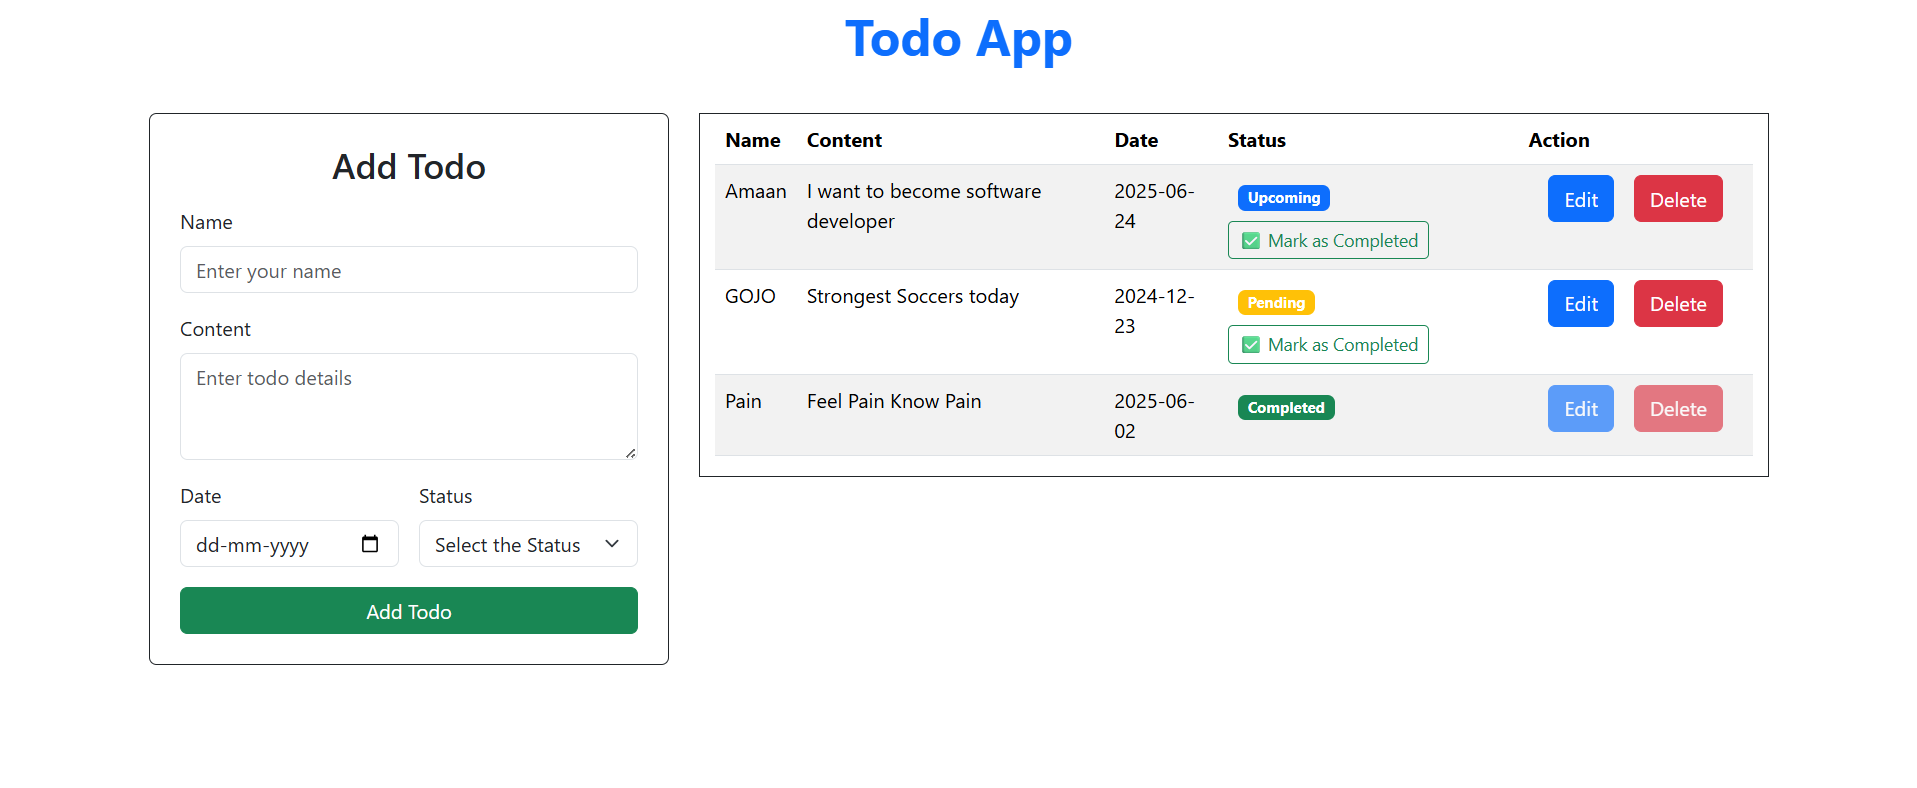 Todo App
Add Todo
Name
Enter your name
Content
Enter todo details
Date Status
dd-mm-yyyy Select the Status
Add Todo
Name Content Date Status Action
Amaan I want to become software 2025-06- Upcoming Edit Delete
developer 24 ✅ Mark as Completed
GOJO Strongest Soccers today 2024-12- Pending Edit Delete
23 ✅ Mark as Completed
Pain Feel Pain Know Pain 2025-06- Completed Edit Delete
02